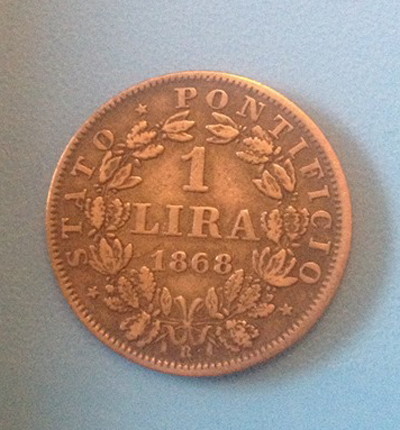 STATO PONTIFICIO
1
LIRA
1868
R